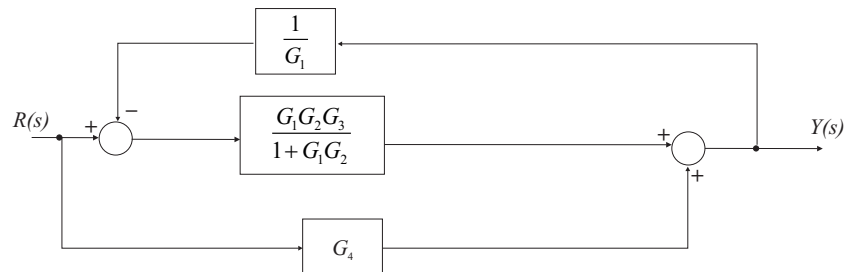 1
G₁
−
R(s)
+
G₁G₂G₃
1 + G₁G₂
+
Y(s)
+
G₄